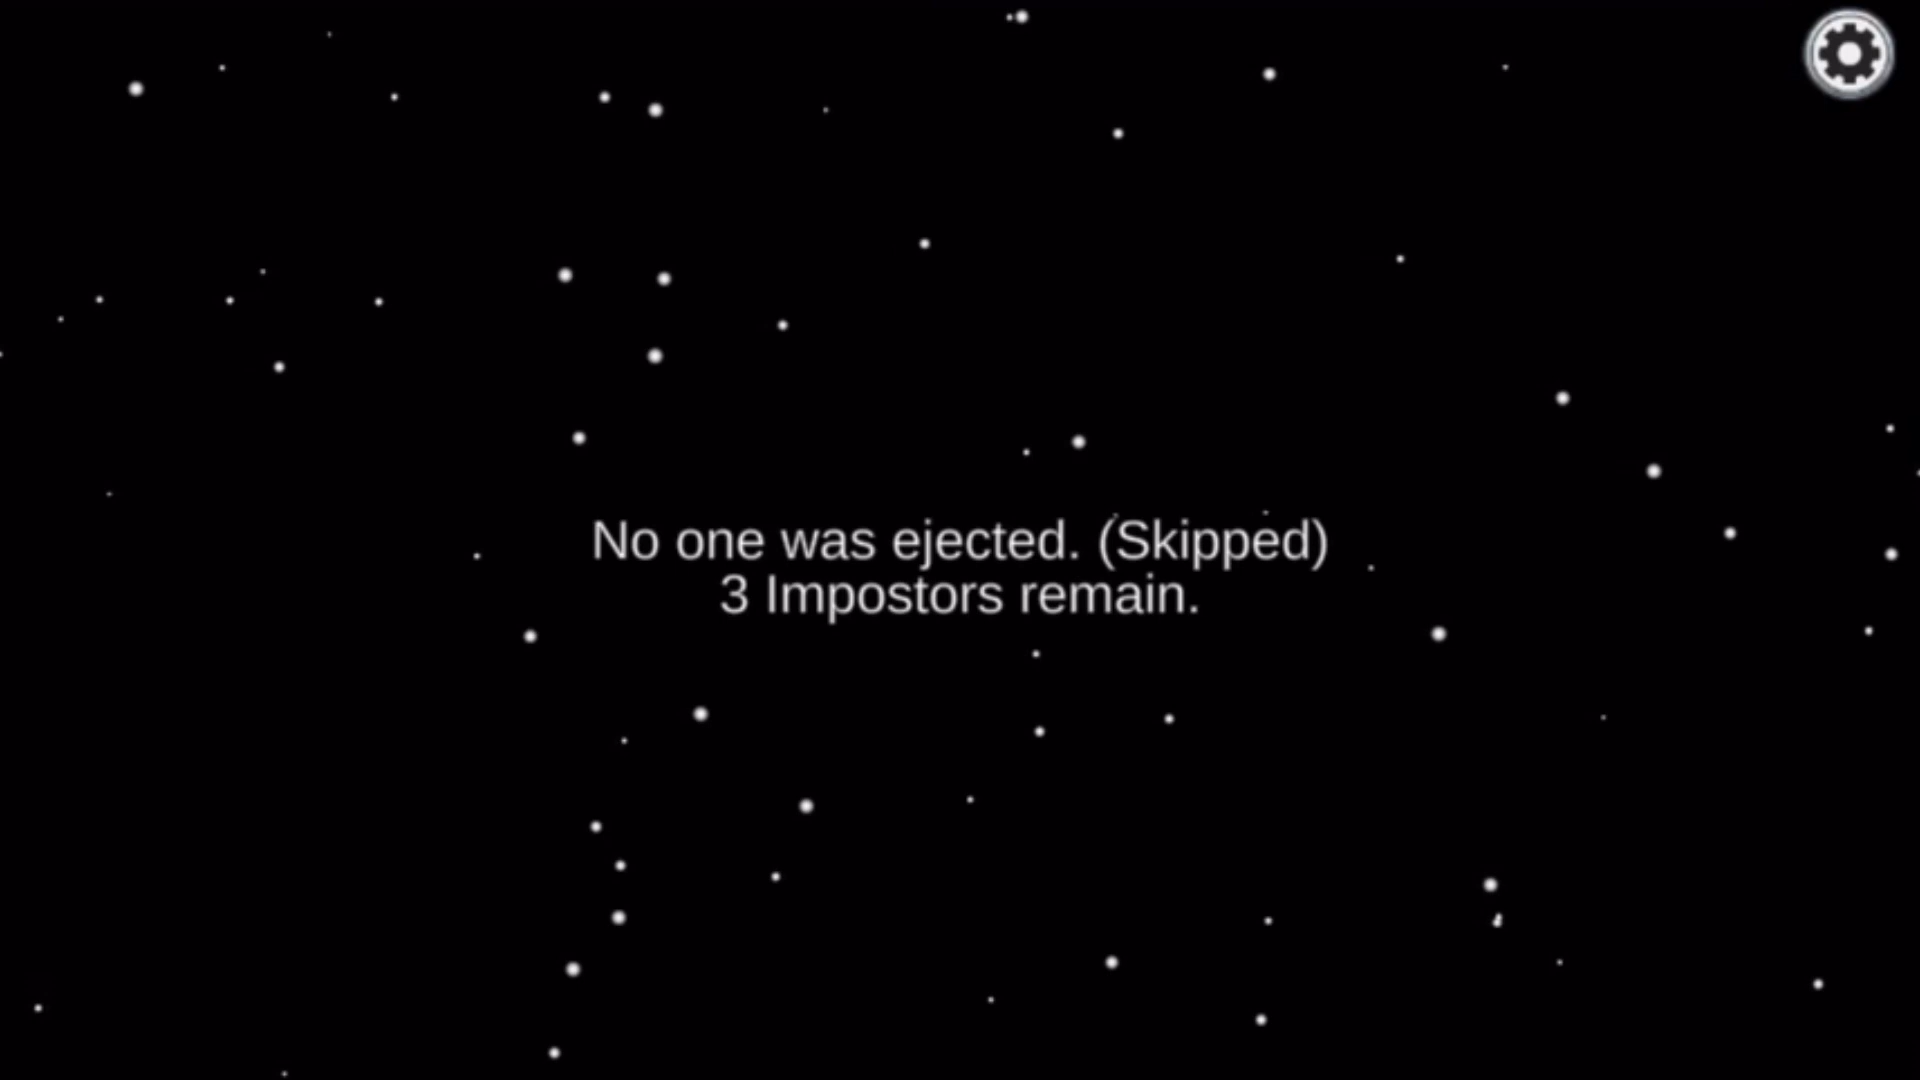 No one was ejected. (Skipped)
3 Impostors remain.